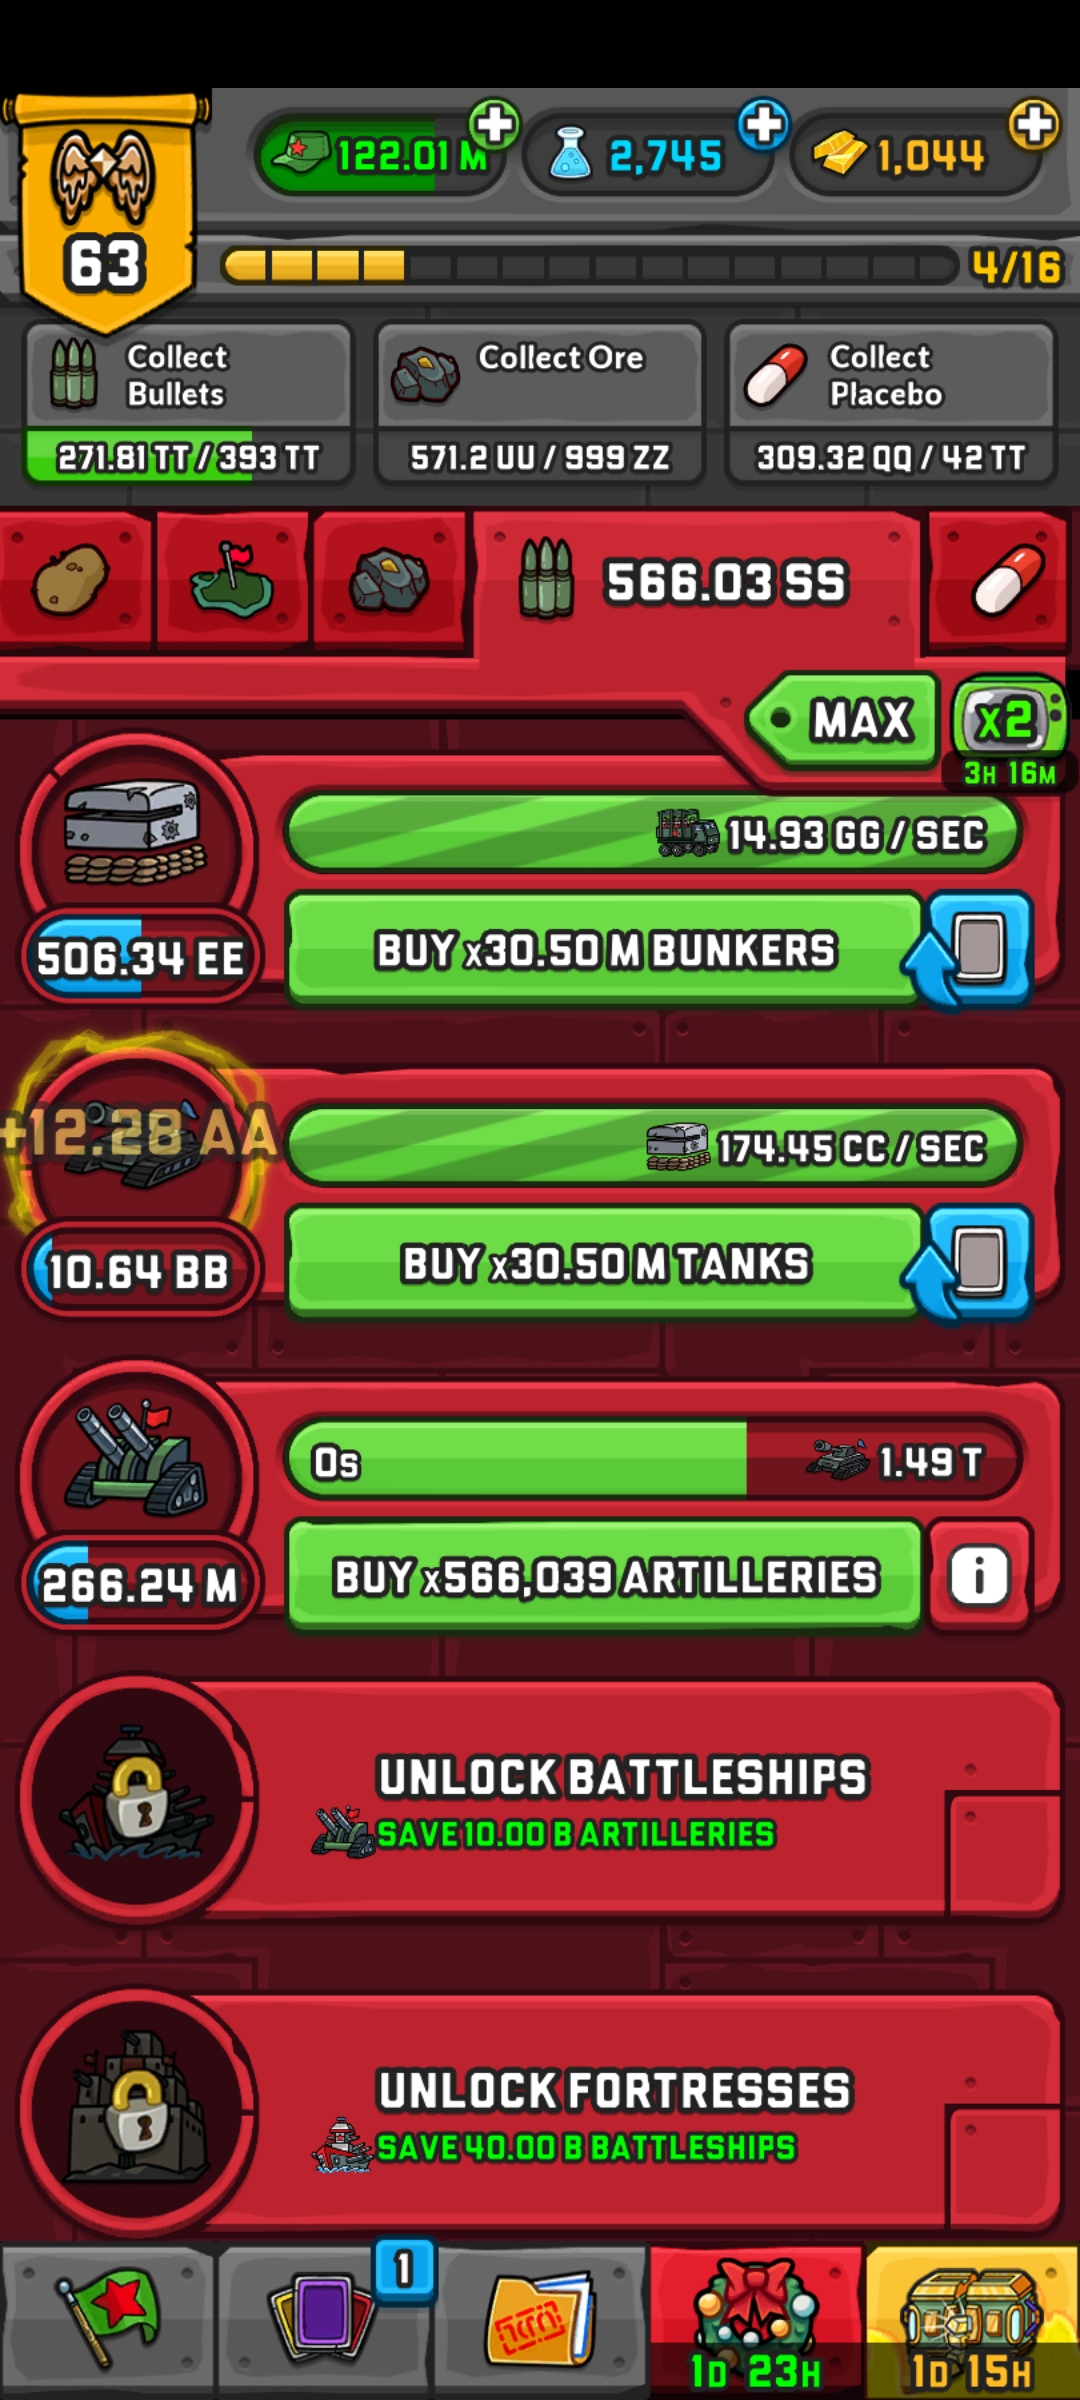 122.01 M
2,745
1,044
63
4/16
Collect Bullets
271.81 TT / 393 TT
Collect Ore
571.2 UU / 999 ZZ
Collect Placebo
309.32 QQ / 42 TT
566.03 SS
MAX
x2
3H 16M
14.93 GG / SEC
506.34 EE
BUY x30.50 M BUNKERS
+12.28 AA
174.45 CC / SEC
10.64 BB
BUY x30.50 M TANKS
0s
1.49 T
266.24 M
BUY x566,039 ARTILLERIES
i
UNLOCK BATTLESHIPS
SAVE 10.00 B ARTILLERIES
UNLOCK FORTRESSES
SAVE 40.00 B BATTLESHIPS
1
1D 23H
1D 15H